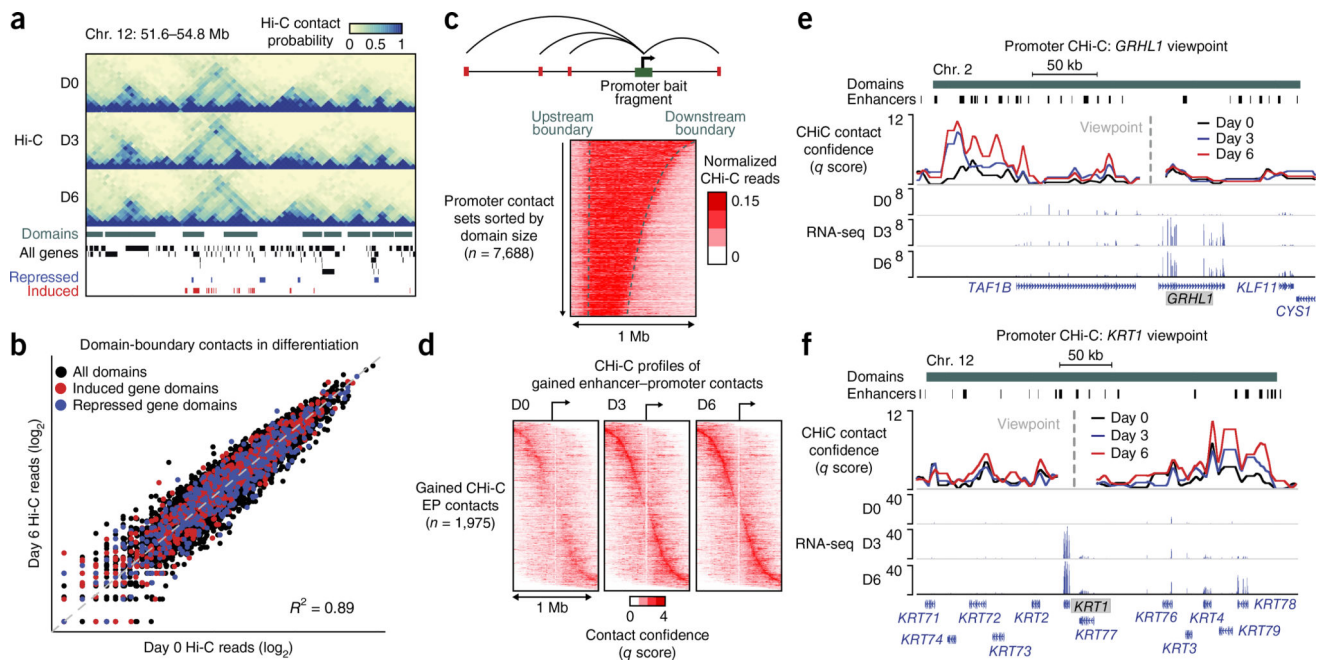 a
Chr. 12: 51.6–54.8 Mb
Hi-C contact
probability
0 0.5 1
D0
Hi-C D3
D6
Domains
All genes
Repressed
Induced
b
Domain-boundary contacts in differentiation
All domains
Induced gene domains
Repressed gene domains
Day 6 Hi-C reads (log2)
R2 = 0.89
Day 0 Hi-C reads (log2)
c
Promoter bait
fragment
Upstream
boundary
Downstream
boundary
Promoter contact
sets sorted by
domain size
(n = 7,688)
Normalized
CHi-C reads
0.15
0
1 Mb
d
CHi-C profiles of
gained enhancer–promoter contacts
D0 D3 D6
Gained CHi-C
EP contacts
(n = 1,975)
1 Mb
0 4
Contact confidence
(q score)
e
Promoter CHi-C: GRHL1 viewpoint
Chr. 2
50 kb
Domains
Enhancers
12
CHiC contact
confidence
(q score)
Viewpoint
Day 0
Day 3
Day 6
D0 8
RNA-seq D3 8
D6 8
TAF1B
GRHL1
KLF11
CYS1
f
Promoter CHi-C: KRT1 viewpoint
Chr. 12
50 kb
Domains
Enhancers
12
CHiC contact
confidence
(q score)
Viewpoint
Day 0
Day 3
Day 6
D0 40
RNA-seq D3 40
D6 40
KRT71 KRT72 KRT2 KRT1 KRT76 KRT4 KRT78
KRT74 KRT73 KRT77 KRT3 KRT79